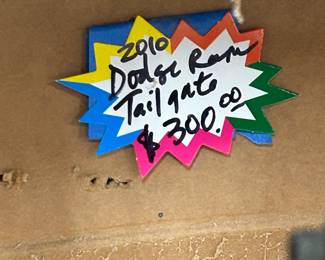 2010
Dodge Ram
Tailgate
$300.00